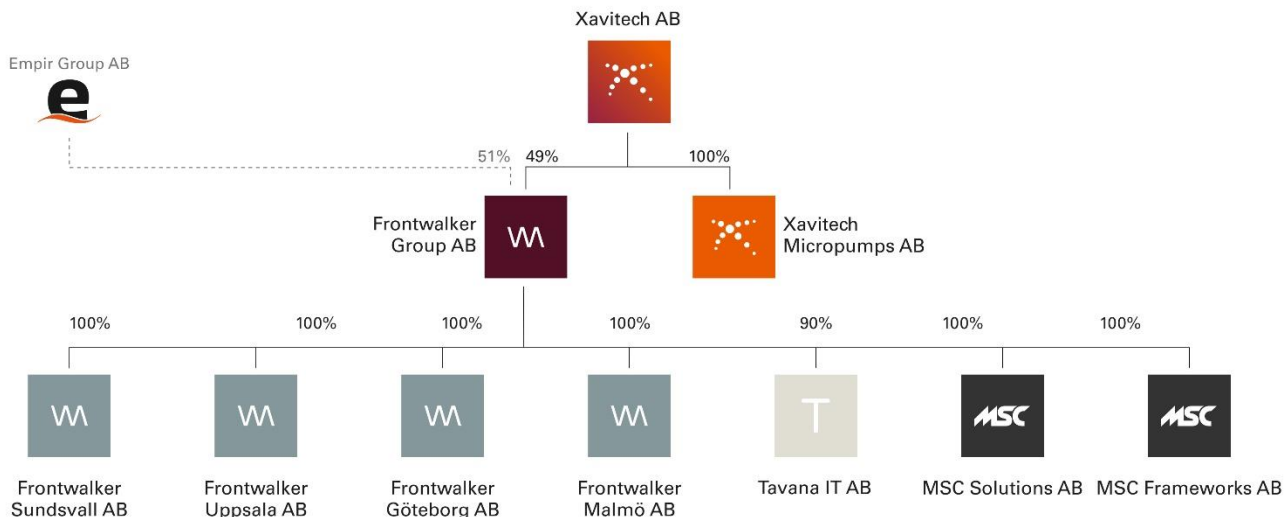 Xavitech AB
Empir Group AB
e
51% 49% 100%
Frontwalker
Group AB
Xavitech
Micropumps AB
100% 100% 100% 100% 90% 100% 100%
T MSC MSC
Frontwalker
Sundsvall AB
Frontwalker
Uppsala AB
Frontwalker
Göteborg AB
Frontwalker
Malmö AB
Tavana IT AB
MSC Solutions AB
MSC Frameworks AB